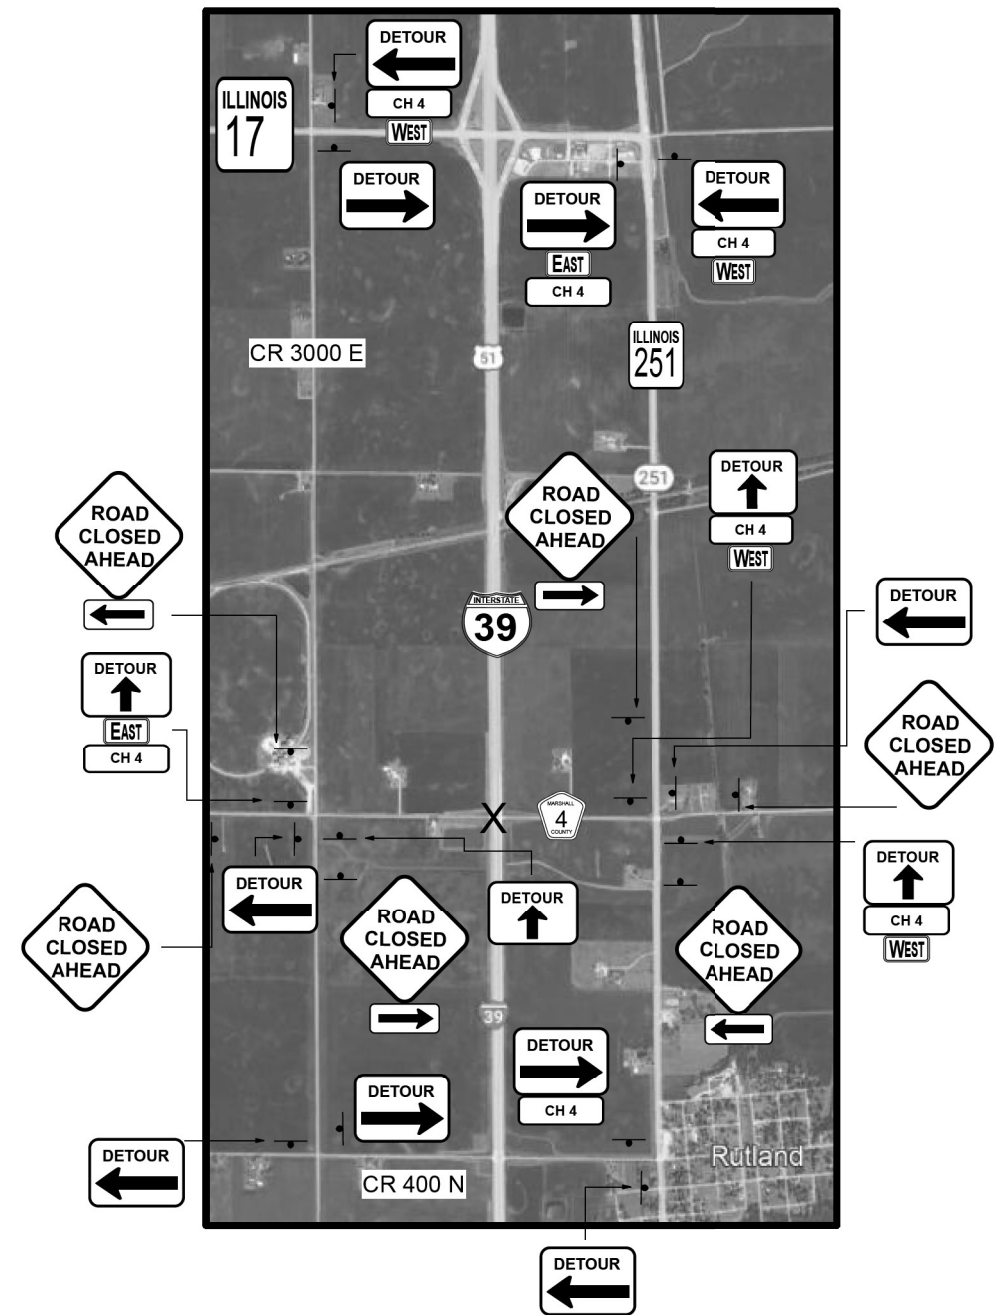 DETOUR
CH 4
WEST
ILLINOIS
17
DETOUR
DETOUR
EAST
CH 4
DETOUR
CH 4
WEST
ILLINOIS
251
CR 3000 E
51
251
DETOUR
CH 4
WEST
ROAD
CLOSED
AHEAD
ROAD
CLOSED
AHEAD
INTERSTATE
39
DETOUR
DETOUR
EAST
CH 4
ROAD
CLOSED
AHEAD
X
MARSHALL
4
COUNTY
DETOUR
CH 4
WEST
DETOUR
DETOUR
ROAD
CLOSED
AHEAD
ROAD
CLOSED
AHEAD
ROAD
CLOSED
AHEAD
39
DETOUR
CH 4
DETOUR
DETOUR
Rutland
CR 400 N
DETOUR